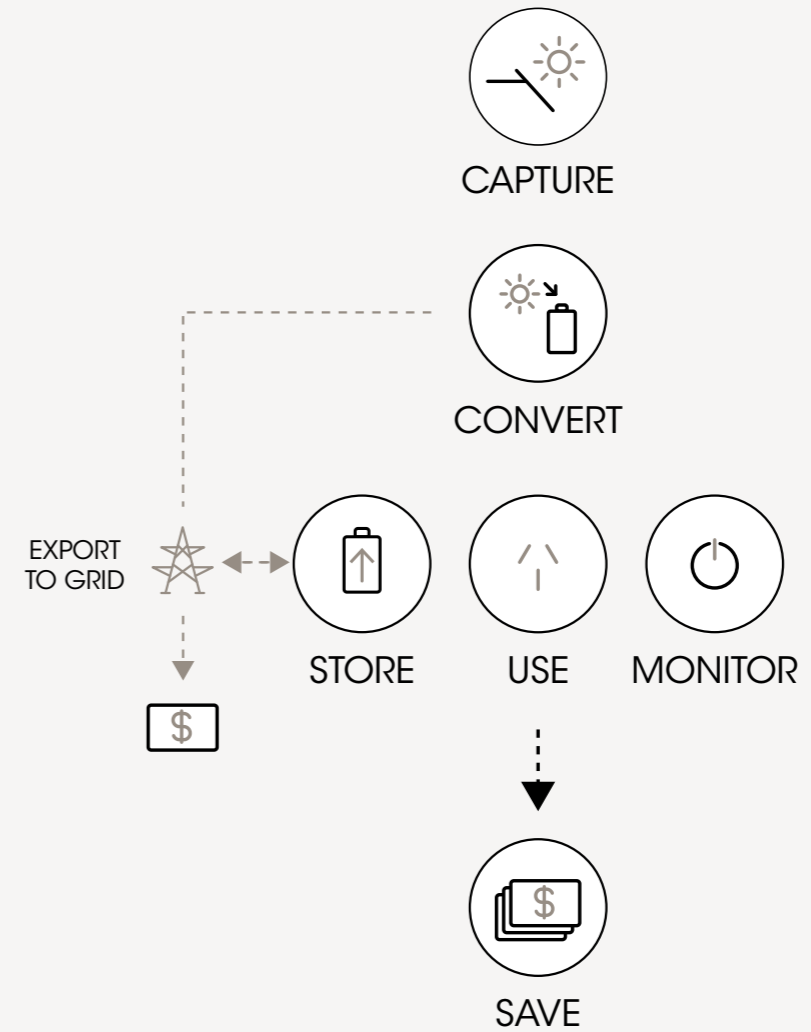 CAPTURE
CONVERT
EXPORT
TO GRID
STORE
USE
MONITOR
$
$
SAVE